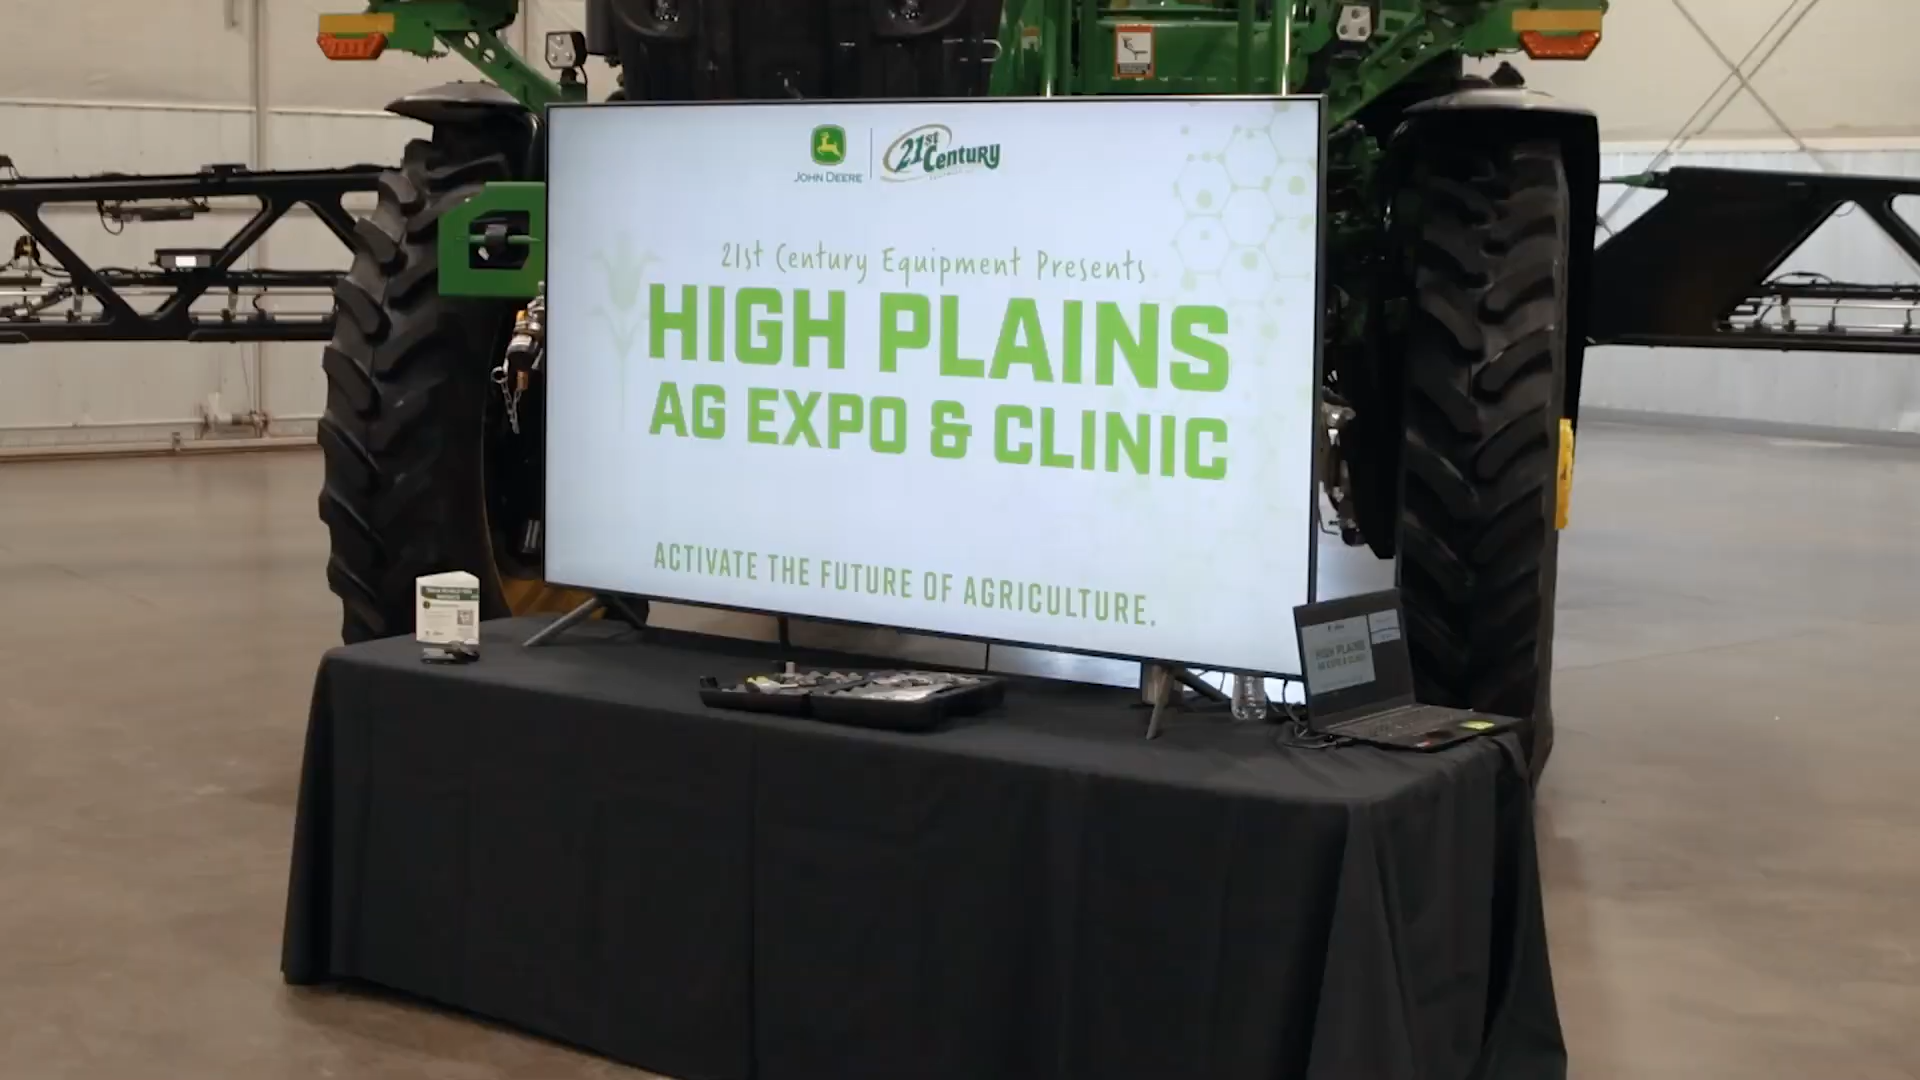 JOHN DEERE
21st Century
21st Century Equipment Presents
HIGH PLAINS
AG EXPO & CLINIC
ACTIVATE THE FUTURE OF AGRICULTURE.
HIGH PLAINS
AG EXPO & CLINIC